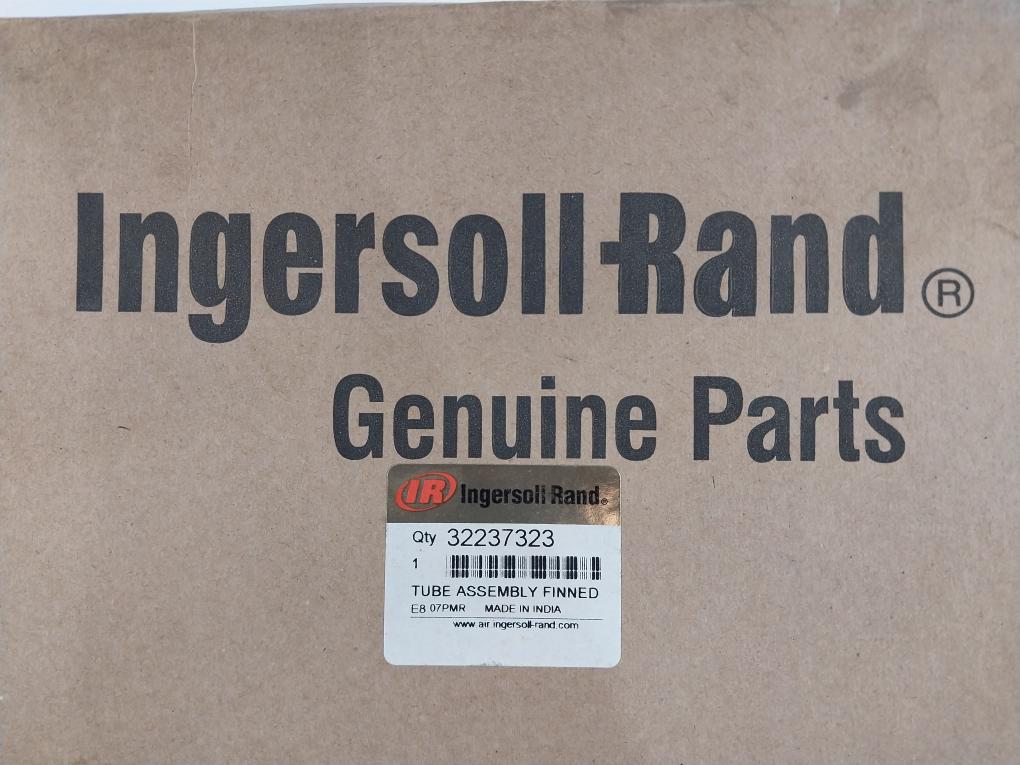 Ingersoll-Rand®
Genuine Parts
IR Ingersoll Rand®
Qty 32237323
1
TUBE ASSEMBLY FINNED
E8 07PMR MADE IN INDIA
www.air.ingersoll-rand.com